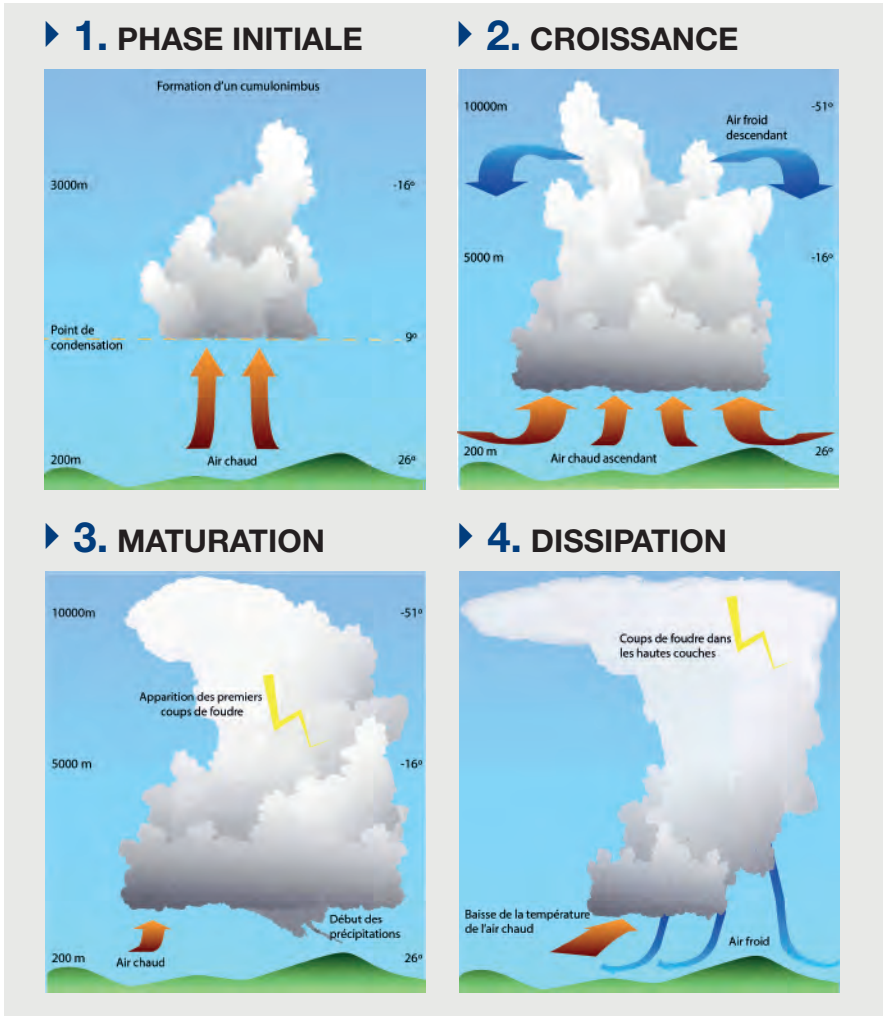 1. PHASE INITIALE
Formation d'un cumulonimbus
3000m
-16°
Point de
condensation
9°
200m
Air chaud
26°
2. CROISSANCE
10000m
-51°
Air froid
descendant
5000 m
-16°
200 m
Air chaud ascendant
26°
3. MATURATION
10000m
-51°
Apparition des premiers
coups de foudre
5000 m
-16°
Début des
précipitations
200 m
Air chaud
26°
4. DISSIPATION
Coups de foudre dans
les hautes couches
Baisse de la température
de l'air chaud
Air froid